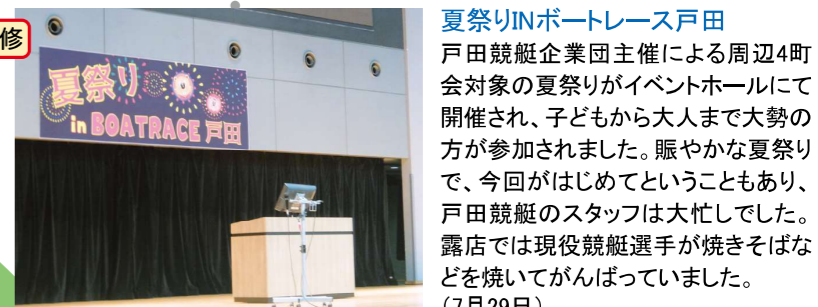 修
夏祭り
in BOATRACE 戸田
夏祭りINボートレース戸田
戸田競艇企業団主催による周辺4町
会対象の夏祭りがイベントホールにて
開催され、子どもから大人まで大勢の
方が参加されました。賑やかな夏祭り
で、今回がはじめてということもあり、
戸田競艇のスタッフは大忙しでした。
露店では現役競艇選手が焼きそばな
どを焼いてがんばっていました。
(7月29日)